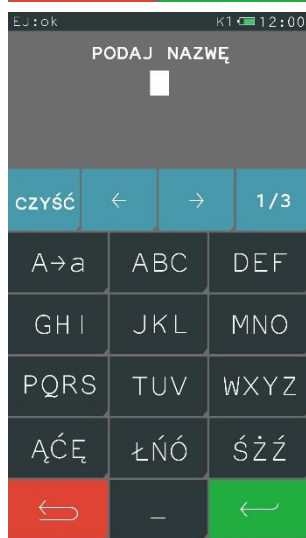 EJ:ok K1 12:00
PODAJ NAZWĘ
CZYŚĆ ← → 1/3
A→a ABC DEF
GHI JKL MNO
PQRS TUV WXYZ
ĄĆĘ ŁŃÓ ŚŻŹ
_